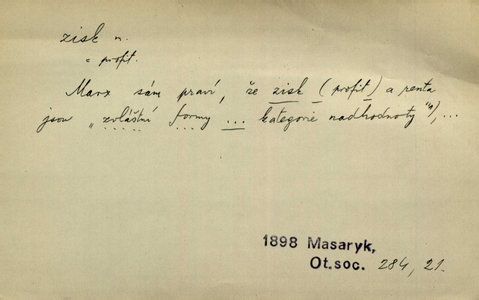 zisk n.
= profit.
Marx sám praví, že zisk (profit) a renta
jsou „zvláštní formy ... kategorie nadhodnoty“⁴), ...
1898 Masaryk,
Ot.soc. 284, 21.